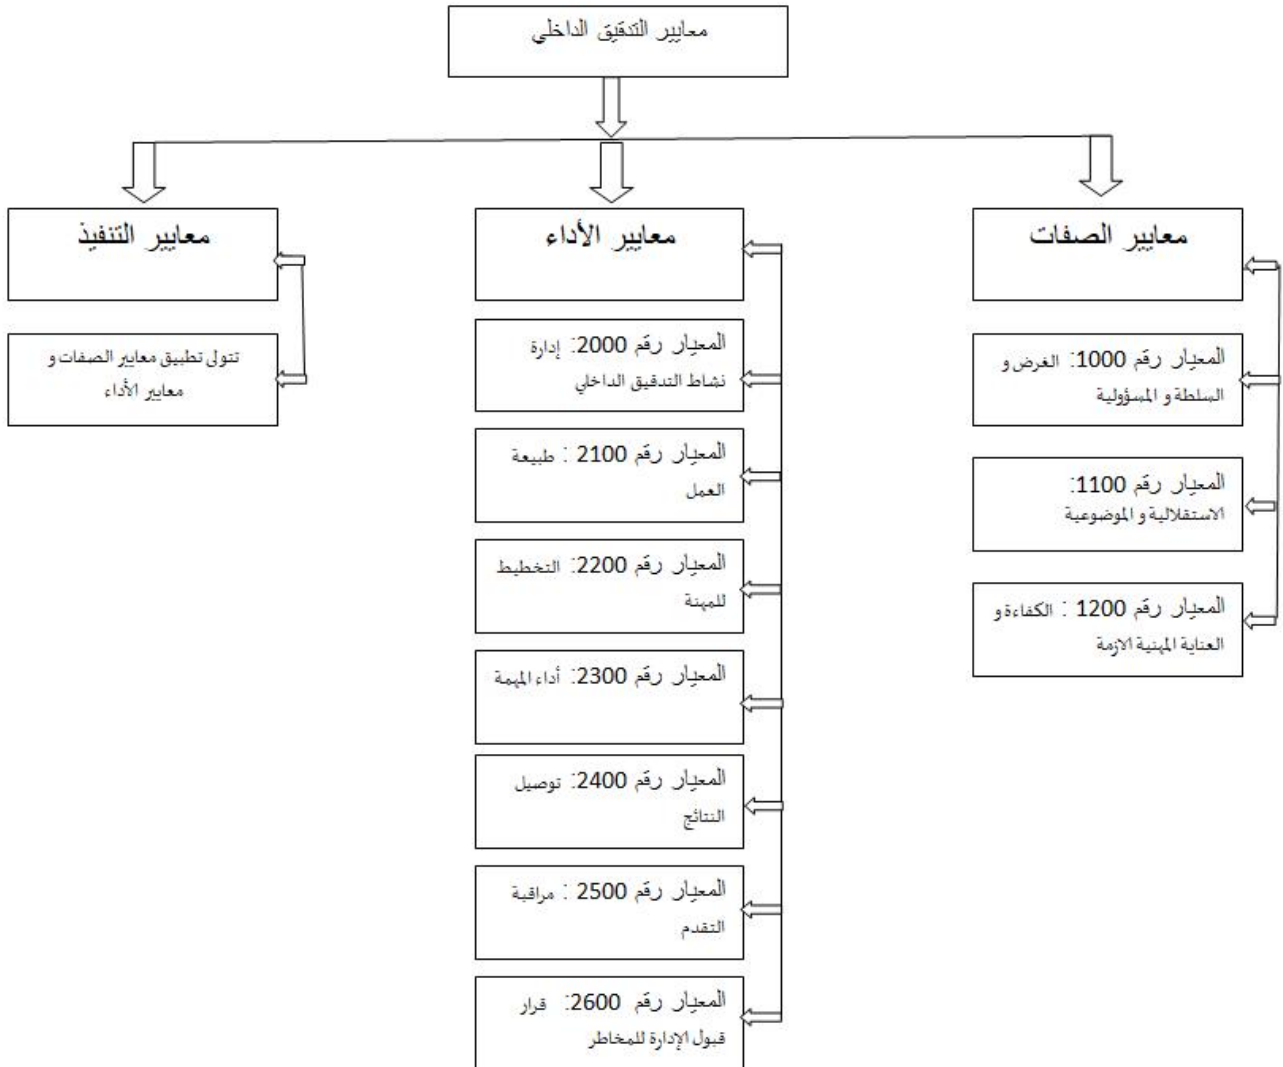 معايير التدقيق الداخلي
معايير الصفات
المعيار رقم 1000: الغرض و
السلطة و المسؤولية
المعيار رقم 1100:
الاستقلالية و الموضوعية
المعيار رقم 1200 : الكفاءة و
العناية المهنية الازمة
معايير الأداء
المعيار رقم 2000: إدارة
نشاط التدقيق الداخلي
المعيار رقم 2100 : طبيعة
العمل
المعيار رقم 2200: التخطيط
للمهنة
المعيار رقم 2300: أداء المهمة
المعيار رقم 2400: توصيل
النتائج
المعيار رقم 2500 : مراقبة
التقدم
المعيار رقم 2600: قرار
قبول الإدارة للمخاطر
معايير التنفيذ
تتولى تطبيق معايير الصفات و
معايير الأداء